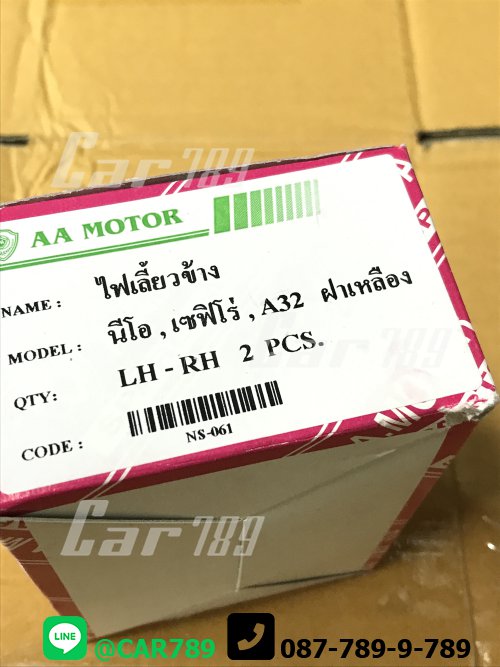 Car789
AA MOTOR
NAME : ไฟเลี้ยวข้าง
MODEL : นีโอ , เซฟิโร่ , A32 ฝาเหลือง
QTY: LH - RH 2 PCS.
CODE :
NS-061
Car789
Car789
LINE @CAR789 087-789-9-789